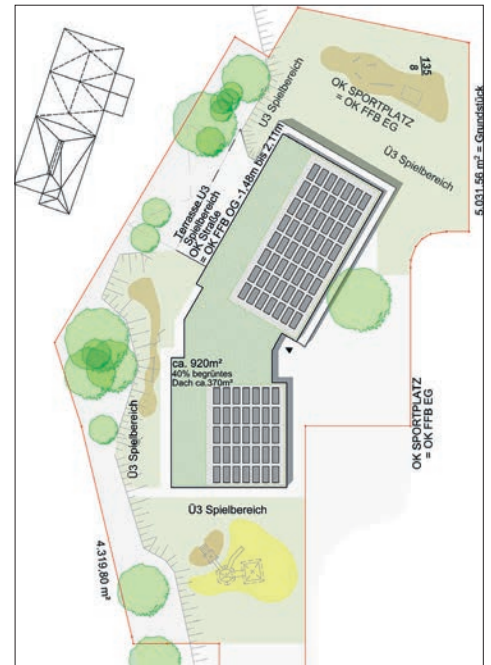 135
8
OK SPORTPLATZ
= OK FFB EG
Ü3 Spielbereich
Ü3 Spielbereich
5.031,56 m² = Grundstück
Terrasse U3
Spielbereich
OK Straße
= OK FFB OG -1,48m bis 2,11m
ca. 920m²
40% begrüntes
Dach ca.370m²
OK SPORTPLATZ
= OK FFB EG
Ü3 Spielbereich
Ü3 Spielbereich
4.319,80 m²